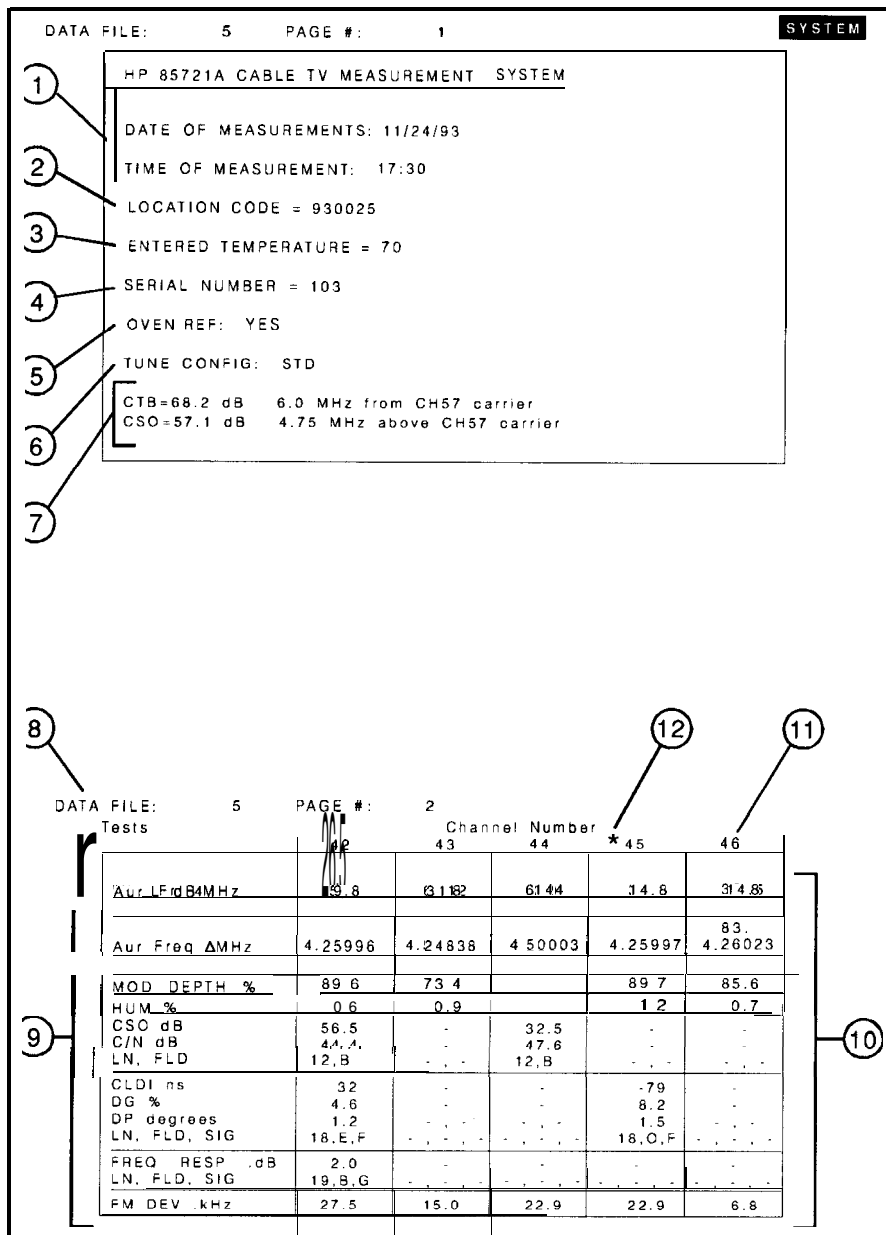 DATA FILE: 5 PAGE #: 1 SYSTEM
HP 85721A CABLE TV MEASUREMENT SYSTEM
1
DATE OF MEASUREMENTS: 11/24/93
TIME OF MEASUREMENT: 17:30
2
LOCATION CODE = 930025
3
ENTERED TEMPERATURE = 70
SERIAL NUMBER = 103
4
OVEN REF: YES
5
TUNE CONFIG: STD
CTB=68.2 dB 6.0 MHz from CH57 carrier
CSO=57.1 dB 4.75 MHz above CH57 carrier
6
7
8 12 11
DATA FILE: 5 PAGE #: 2
Tests Channel Number
43 44 *45 46
14.8
83.
Aur Freq ΔMHz 4.25996 4.24838 4 50003 4.25997 4.26023
MOD DEPTH % 89 6 73 4 89 7 85.6
HUM % 0 6 0.9 1 2 0.7
9 10
CSO dB 56.5 - 32.5 - -
C/N dB - 47.6 - -
LN, FLD 12,B - , - 12,B - , - - , -
CLDI ns 32 - - -79 -
DG % 4.6 - - 8.2 -
DP degrees 1.2 - , - - , - 1.5 -
LN, FLD, SIG 18,E,F - , - , - - , - , - 18,O,F - , - , -
FREQ RESP .dB 2.0 - - - -
LN, FLD, SIG 19,B,G - , - , - - , - , - - , - , - - , - , -
FM DEV .kHz 27.5 15.0 22.9 22.9 6.8